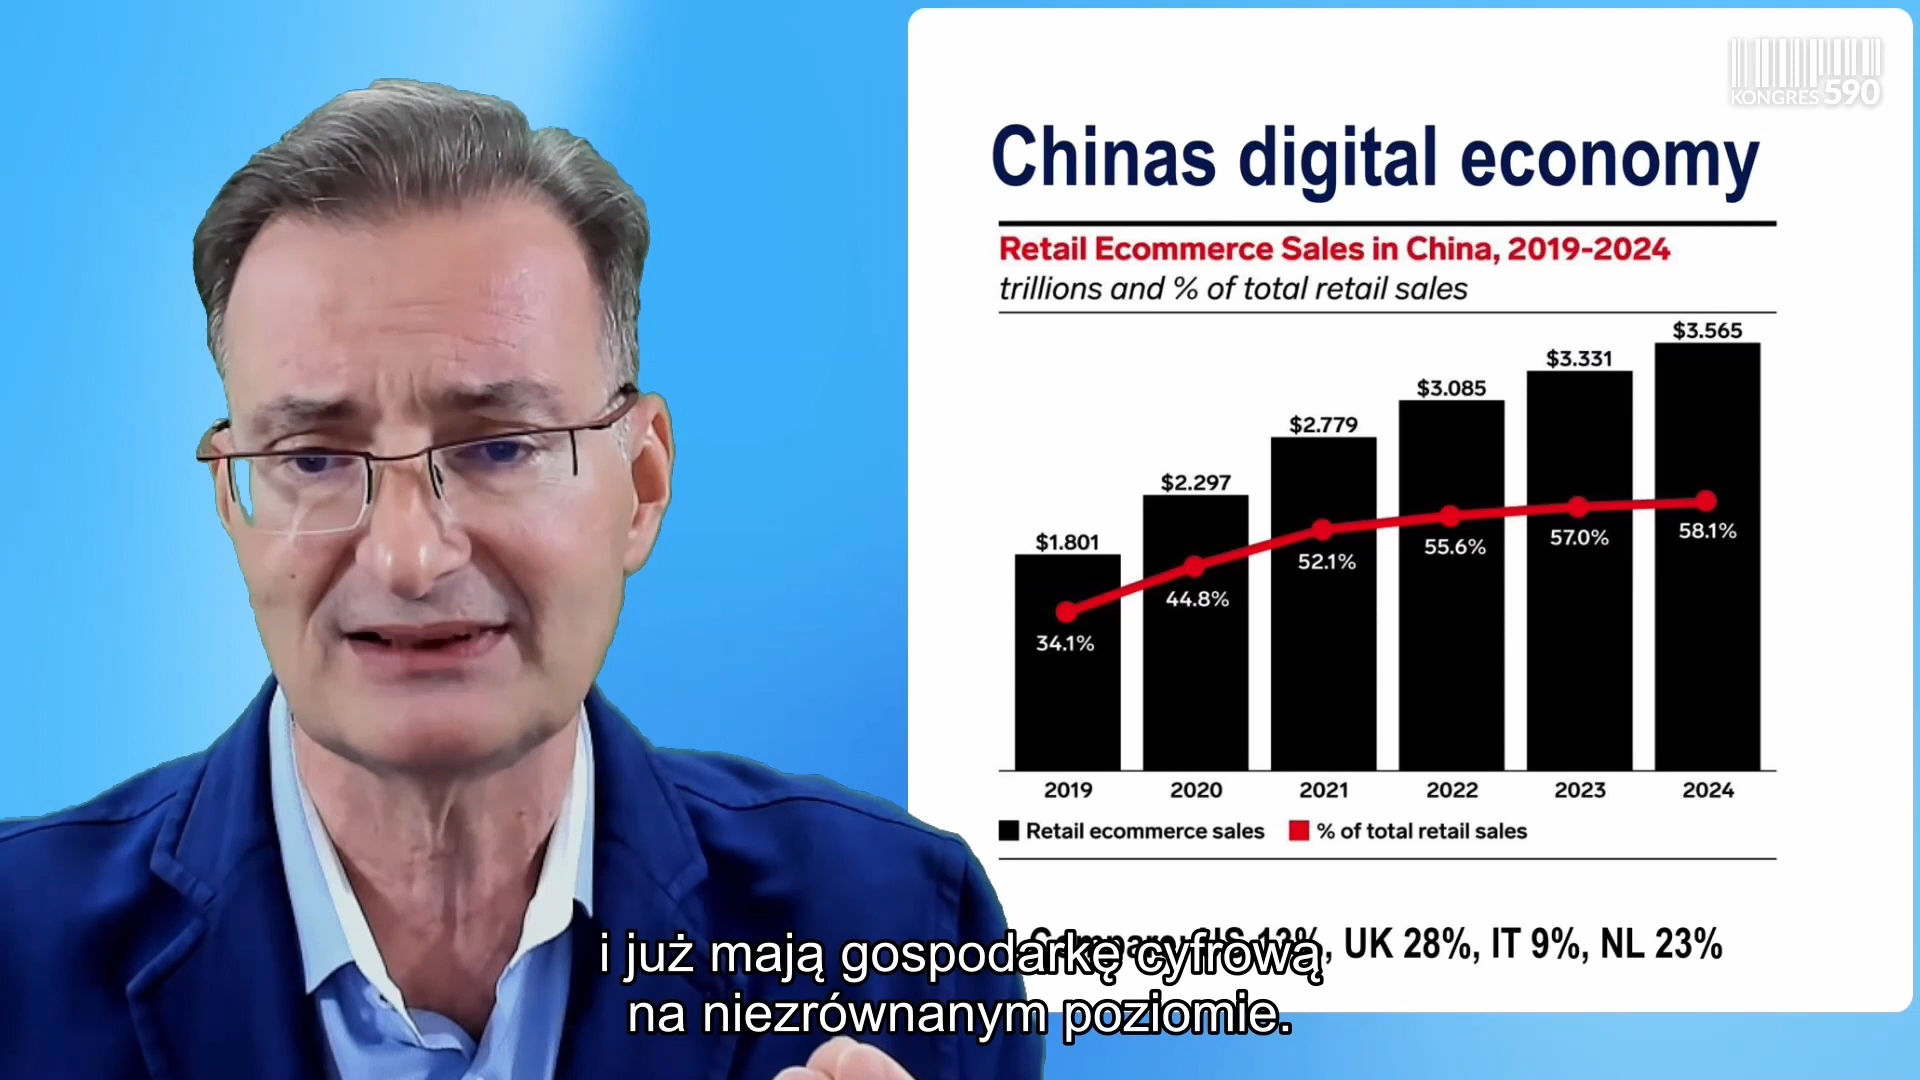 KONGRES 590
Chinas digital economy
Retail Ecommerce Sales in China, 2019-2024
trillions and % of total retail sales
$1.801
$2.297
$2.779
$3.085
$3.331
$3.565
34.1%
44.8%
52.1%
55.6%
57.0%
58.1%
2019 2020 2021 2022 2023 2024
Retail ecommerce sales % of total retail sales
UK 28%, IT 9%, NL 23%
i już mają gospodarkę cyfrową
na niezrównanym poziomie.